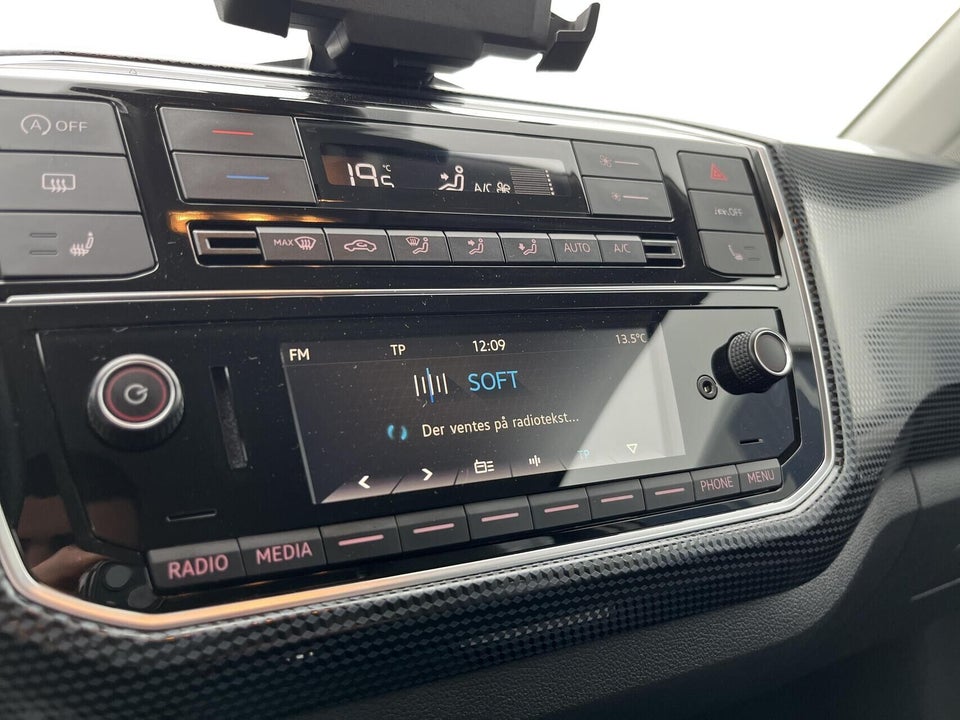 A OFF
19.5 °C
A/C
MAX
AUTO
A/C
OFF
FM TP 12:09 13.5°C
SOFT
Der ventes på radiotekst...
TP
RADIO MEDIA PHONE MENU